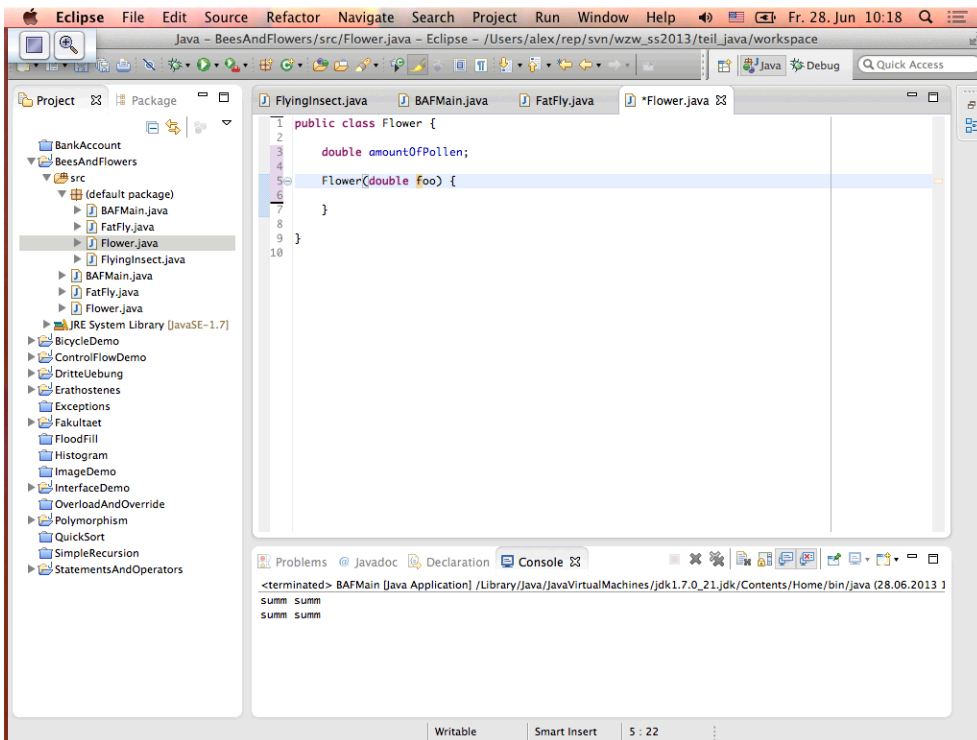 Eclipse File Edit Source Refactor Navigate Search Project Run Window Help Fr. 28. Jun 10:18
Java – BeesAndFlowers/src/Flower.java – Eclipse – /Users/alex/rep/svn/wzw_ss2013/teil_java/workspace
Java Debug Quick Access
Project Package
BankAccount
BeesAndFlowers
src
(default package)
BAFMain.java
FatFly.java
Flower.java
FlyingInsect.java
BAFMain.java
FatFly.java
Flower.java
JRE System Library [JavaSE-1.7]
BicycleDemo
ControlFlowDemo
DritteUebung
Erathostenes
Exceptions
Fakultaet
FloodFill
Histogram
ImageDemo
InterfaceDemo
OverloadAndOverride
Polymorphism
QuickSort
SimpleRecursion
StatementsAndOperators
FlyingInsect.java BAFMain.java FatFly.java *Flower.java
1 public class Flower {
2
3 double amountOfPollen;
4
5 Flower(double foo) {
6
7 }
8
9 }
10
Problems @ Javadoc Declaration Console
<terminated> BAFMain [Java Application] /Library/Java/JavaVirtualMachines/jdk1.7.0_21.jdk/Contents/Home/bin/java (28.06.2013 1
summ summ
summ summ
Writable Smart Insert 5 : 22